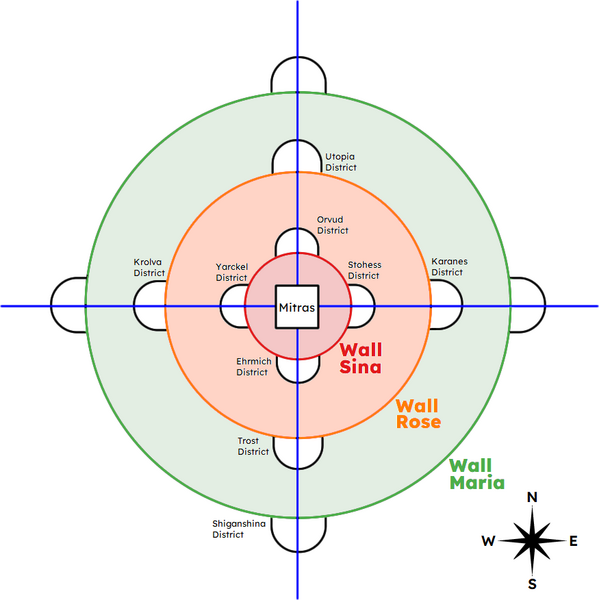 Utopia
District
Orvud
District
Krolva
District
Yarckel
District
Stohess
District
Karanes
District
Mitras
Wall
Sina
Ehrmich
District
Wall
Rose
Trost
District
Wall
Maria
Shiganshina
District
N
W
E
S